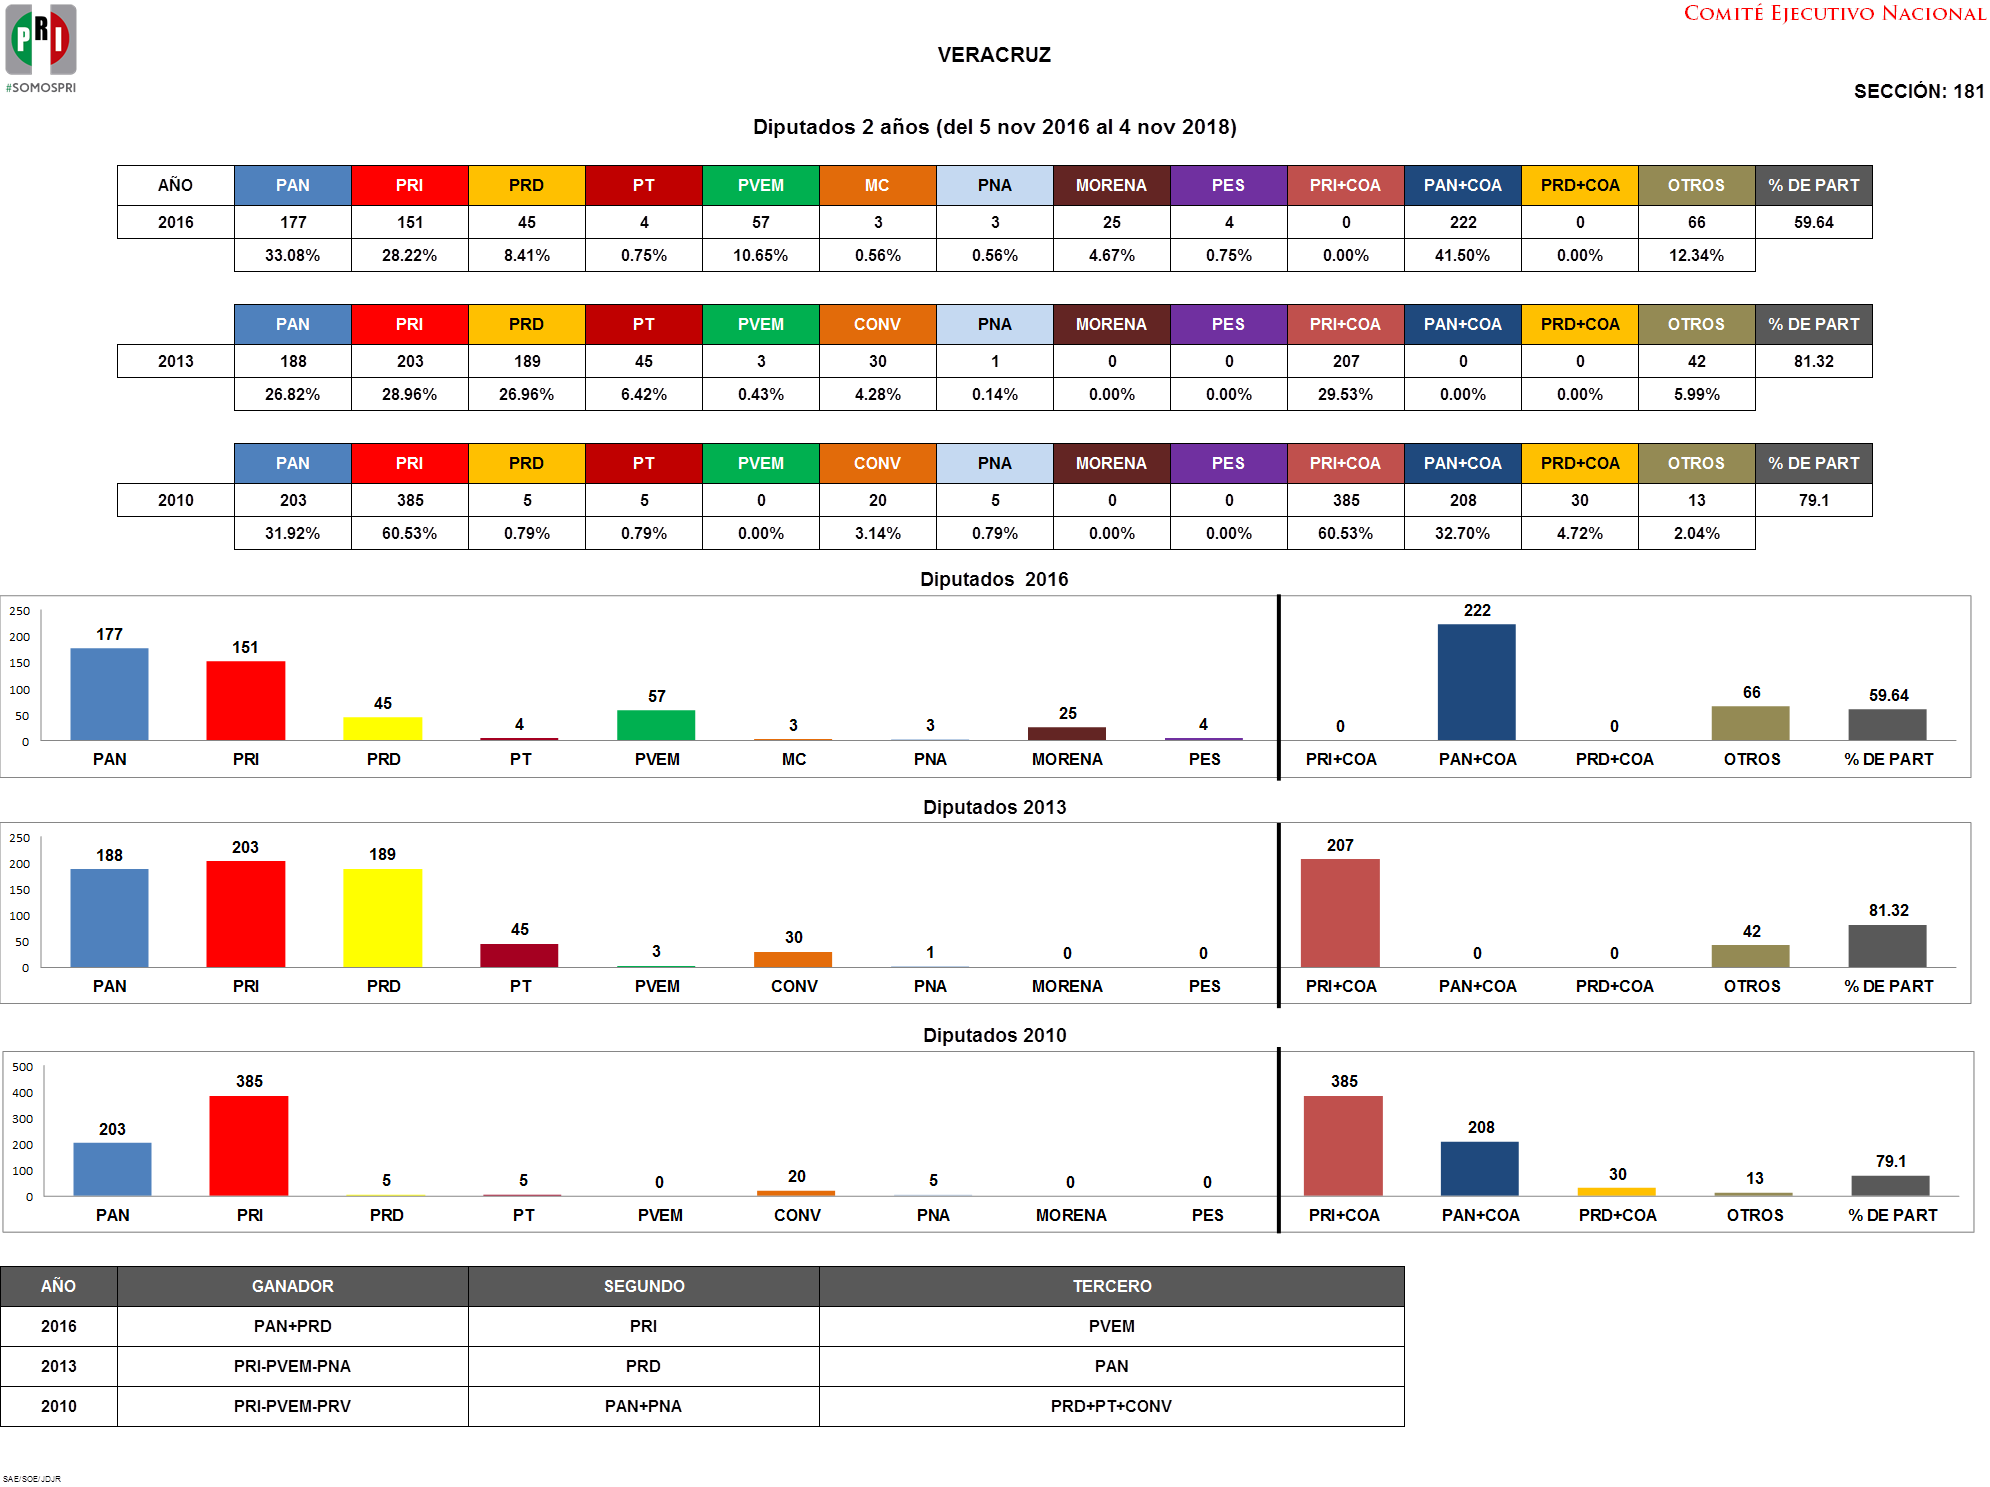 PRI
#SOMOSPRI
COMITÉ EJECUTIVO NACIONAL
VERACRUZ
SECCIÓN: 181
Diputados 2 años (del 5 nov 2016 al 4 nov 2018)
AÑO PAN PRI PRD PT PVEM MC PNA MORENA PES PRI+COA PAN+COA PRD+COA OTROS % DE PART
2016 177 151 45 4 57 3 3 25 4 0 222 0 66 59.64
33.08% 28.22% 8.41% 0.75% 10.65% 0.56% 0.56% 4.67% 0.75% 0.00% 41.50% 0.00% 12.34%
PAN PRI PRD PT PVEM CONV PNA MORENA PES PRI+COA PAN+COA PRD+COA OTROS % DE PART
2013 188 203 189 45 3 30 1 0 0 207 0 0 42 81.32
26.82% 28.96% 26.96% 6.42% 0.43% 4.28% 0.14% 0.00% 0.00% 29.53% 0.00% 0.00% 5.99%
PAN PRI PRD PT PVEM CONV PNA MORENA PES PRI+COA PAN+COA PRD+COA OTROS % DE PART
2010 203 385 5 5 0 20 5 0 0 385 208 30 13 79.1
31.92% 60.53% 0.79% 0.79% 0.00% 3.14% 0.79% 0.00% 0.00% 60.53% 32.70% 4.72% 2.04%
Diputados 2016
250
200
150
100
50
0
177 151 45 4 57 3 3 25 4 0 222 0 66 59.64
PAN PRI PRD PT PVEM MC PNA MORENA PES PRI+COA PAN+COA PRD+COA OTROS % DE PART
Diputados 2013
250
200
150
100
50
0
188 203 189 45 3 30 1 0 0 207 0 0 42 81.32
PAN PRI PRD PT PVEM CONV PNA MORENA PES PRI+COA PAN+COA PRD+COA OTROS % DE PART
Diputados 2010
500
400
300
200
100
0
203 385 5 5 0 20 5 0 0 385 208 30 13 79.1
PAN PRI PRD PT PVEM CONV PNA MORENA PES PRI+COA PAN+COA PRD+COA OTROS % DE PART
AÑO GANADOR SEGUNDO TERCERO
2016 PAN+PRD PRI PVEM
2013 PRI-PVEM-PNA PRD PAN
2010 PRI-PVEM-PRV PAN+PNA PRD+PT+CONV
SAE/SOE/JDJR